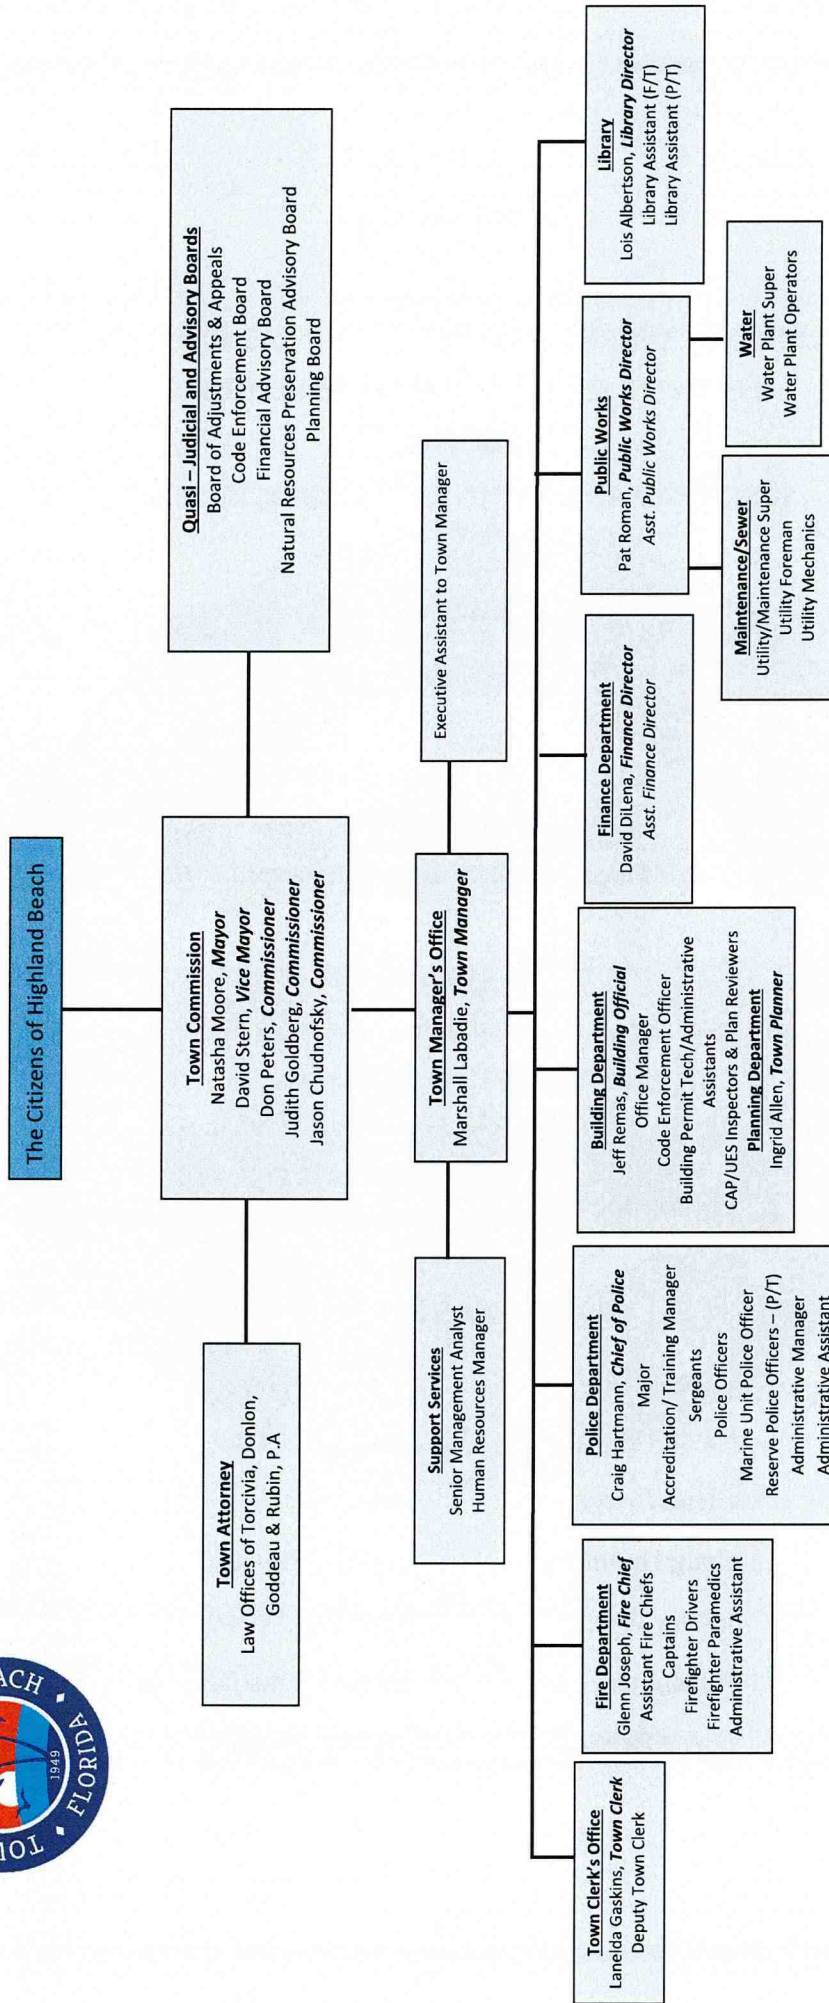 ACH • FLORIDA •
1949
The Citizens of Highland Beach
Town Commission
Natasha Moore, Mayor
David Stern, Vice Mayor
Don Peters, Commissioner
Judith Goldberg, Commissioner
Jason Chudnofsky, Commissioner
Town Attorney
Law Offices of Torcivia, Donlon,
Goddeau & Rubin, P.A
Quasi – Judicial and Advisory Boards
Board of Adjustments & Appeals
Code Enforcement Board
Financial Advisory Board
Natural Resources Preservation Advisory Board
Planning Board
Support Services
Senior Management Analyst
Human Resources Manager
Town Manager's Office
Marshall Labadie, Town Manager
Executive Assistant to Town Manager
Town Clerk's Office
Lanelda Gaskins, Town Clerk
Deputy Town Clerk
Fire Department
Glenn Joseph, Fire Chief
Assistant Fire Chiefs
Captains
Firefighter Drivers
Firefighter Paramedics
Administrative Assistant
Police Department
Craig Hartmann, Chief of Police
Major
Accreditation/ Training Manager
Sergeants
Police Officers
Marine Unit Police Officer
Reserve Police Officers – (P/T)
Administrative Manager
Administrative Assistant
Building Department
Jeff Remas, Building Official
Office Manager
Code Enforcement Officer
Building Permit Tech/Administrative
Assistants
CAP/UES Inspectors & Plan Reviewers
Planning Department
Ingrid Allen, Town Planner
Finance Department
David DiLena, Finance Director
Asst. Finance Director
Public Works
Pat Roman, Public Works Director
Asst. Public Works Director
Maintenance/Sewer
Utility/Maintenance Super
Utility Foreman
Utility Mechanics
Water
Water Plant Super
Water Plant Operators
Library
Lois Albertson, Library Director
Library Assistant (F/T)
Library Assistant (P/T)